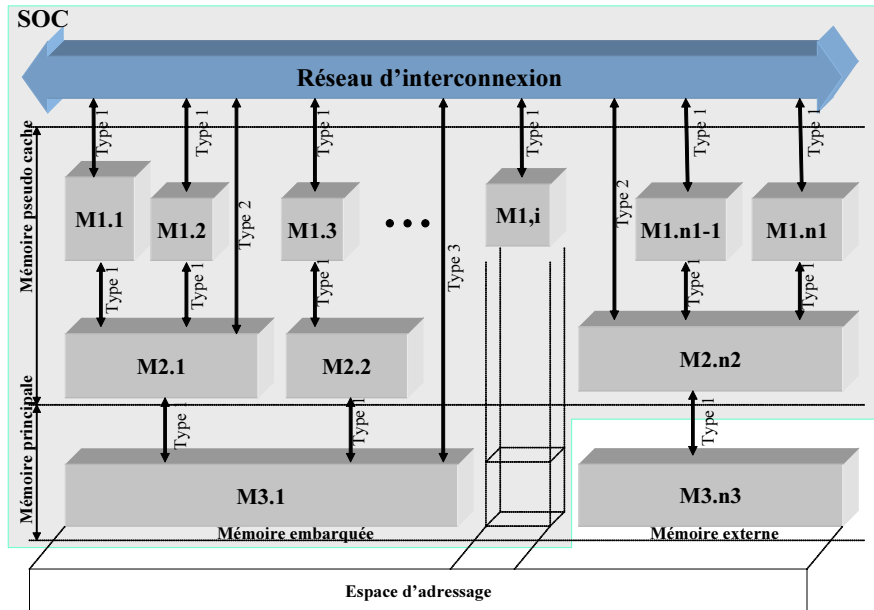 SOC
Réseau d’interconnexion
Type 1
Type 1
Type 1
Type 1
Type 1
Type 1
Mémoire pseudo cache
M1.1
M1.2
Type 2
M1.3
• • •
M1,i
Type 2
M1.n1-1
M1.n1
Type 3
Type 1
Type 1
Type 1
Type 1
Type 1
M2.1
M2.2
M2.n2
Mémoire principale
Type 1
Type 1
Type 1
M3.1
M3.n3
Mémoire embarquée
Mémoire externe
Espace d’adressage